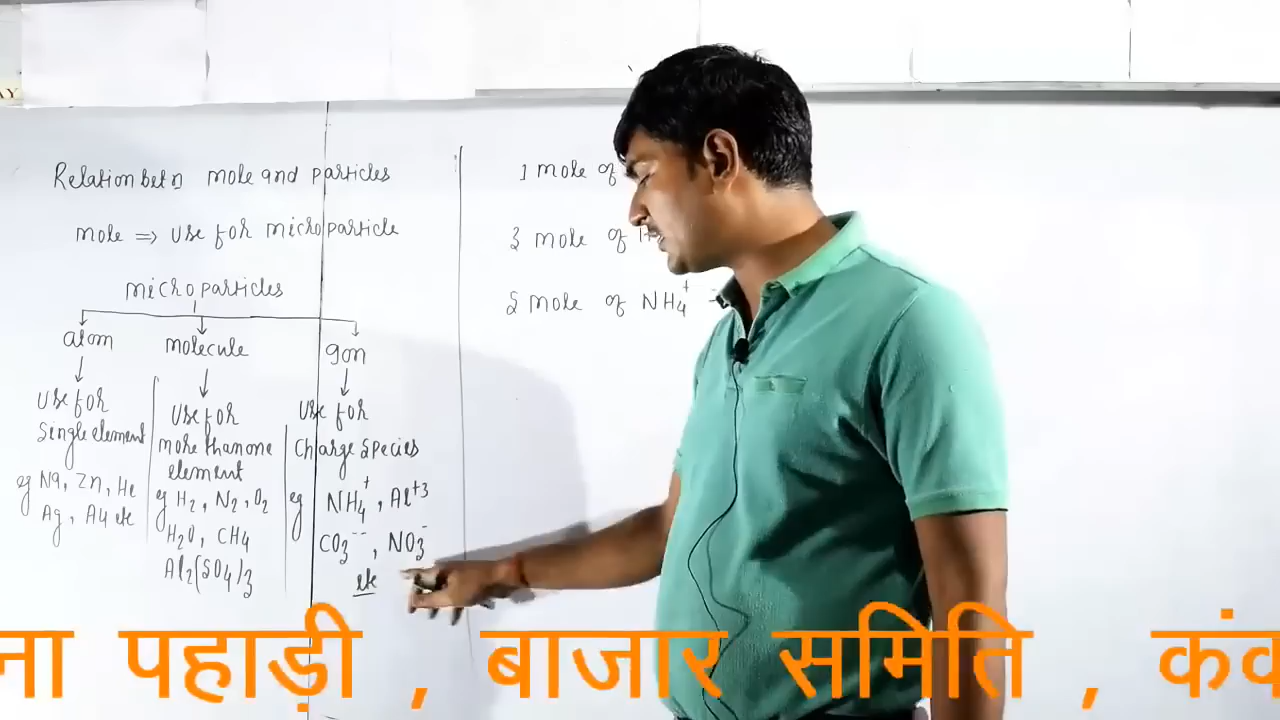 AY
Relation betn mole and particles
mole ⇒ Use for microparticle
microparticles
atom molecule Ion
Use for Single element
eg Na, Zn, He
Ag, Au etc
Use for more than one element
eg H2, N2, O2
H2O, CH4
Al2(SO4)3
Use for Charge Species
eg NH4+, Al+3
CO3--, NO3-
etc
1 mole of
3 mole of H
5 mole of NH4+ =
ना पहाड़ी , बाजार समिति , कंक